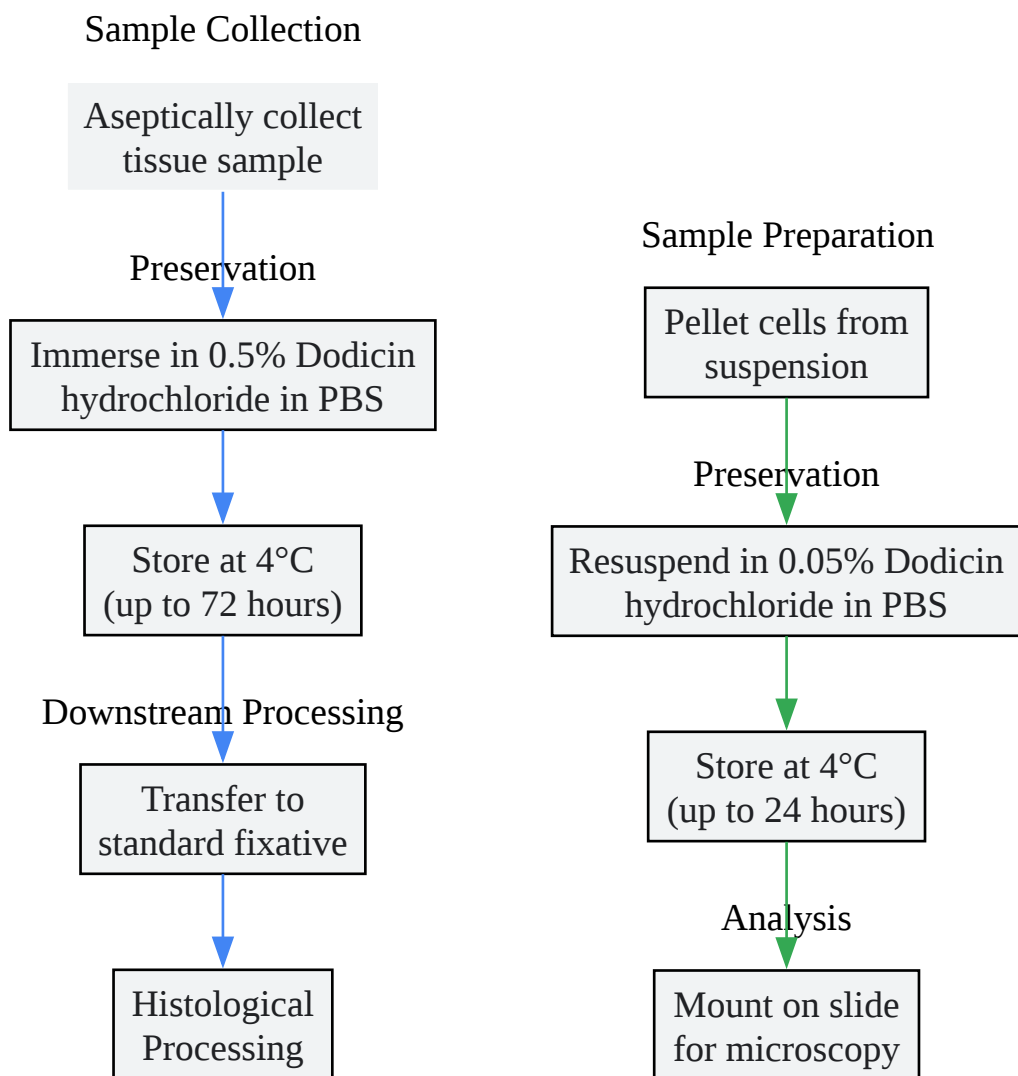 Sample Collection
Aseptically collect
tissue sample
Preservation
Immerse in 0.5% Dodicin
hydrochloride in PBS
Store at 4°C
(up to 72 hours)
Downstream Processing
Transfer to
standard fixative
Histological
Processing
Sample Preparation
Pellet cells from
suspension
Preservation
Resuspend in 0.05% Dodicin
hydrochloride in PBS
Store at 4°C
(up to 24 hours)
Analysis
Mount on slide
for microscopy